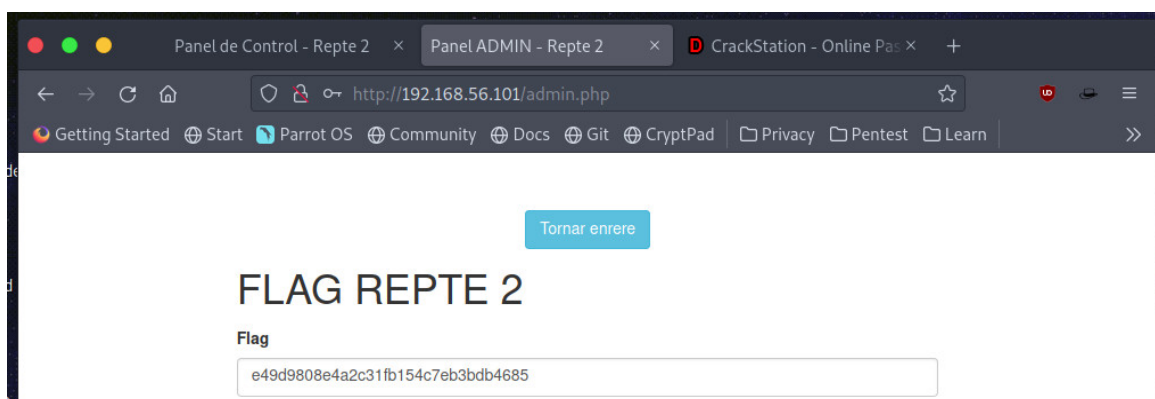 Panel de Control - Repte 2
Panel ADMIN - Repte 2
CrackStation - Online Pas
http://192.168.56.101/admin.php
Getting Started Start Parrot OS Community Docs Git CryptPad Privacy Pentest Learn
de
Tornar enrere
d
FLAG REPTE 2
Flag
e49d9808e4a2c31fb154c7eb3bdb4685